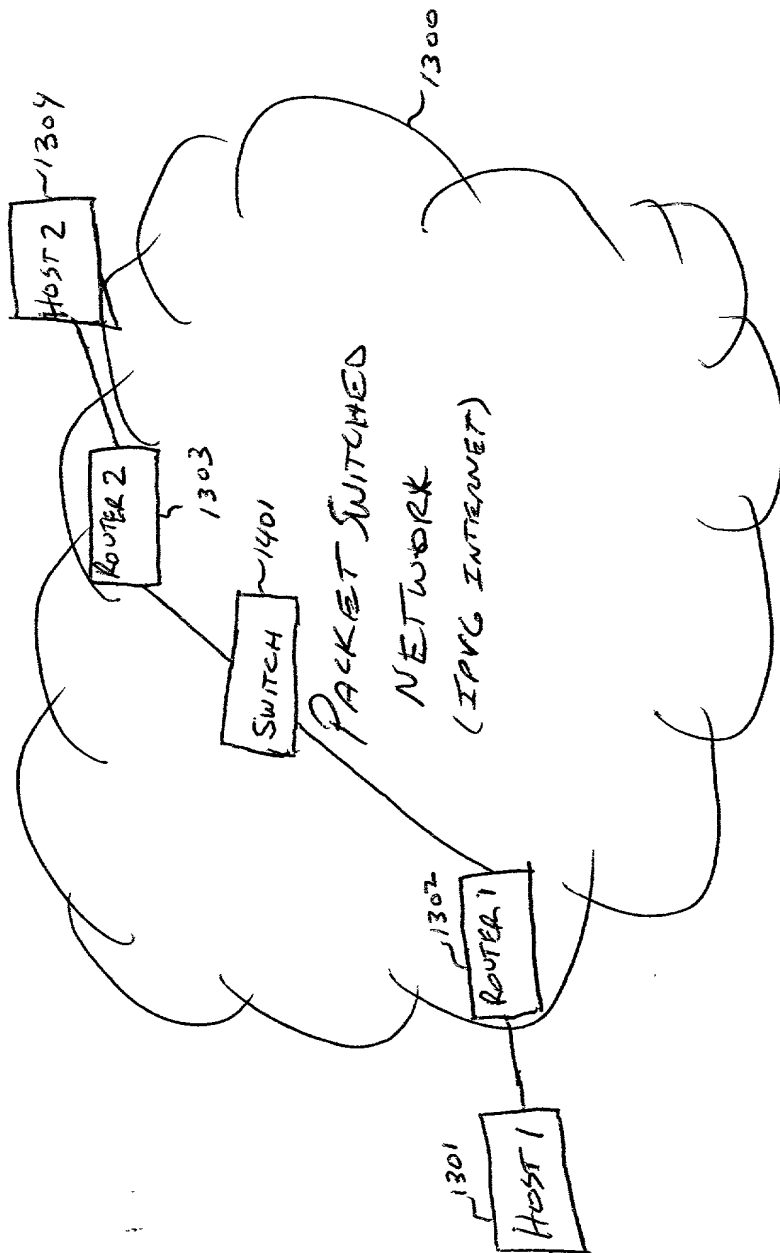 1304
HOST 2
ROUTER 2
1303
1300
SWITCH
1401
PACKET SWITCHED
NETWORK
(IPV6 INTERNET)
1302
ROUTER 1
1301
HOST 1